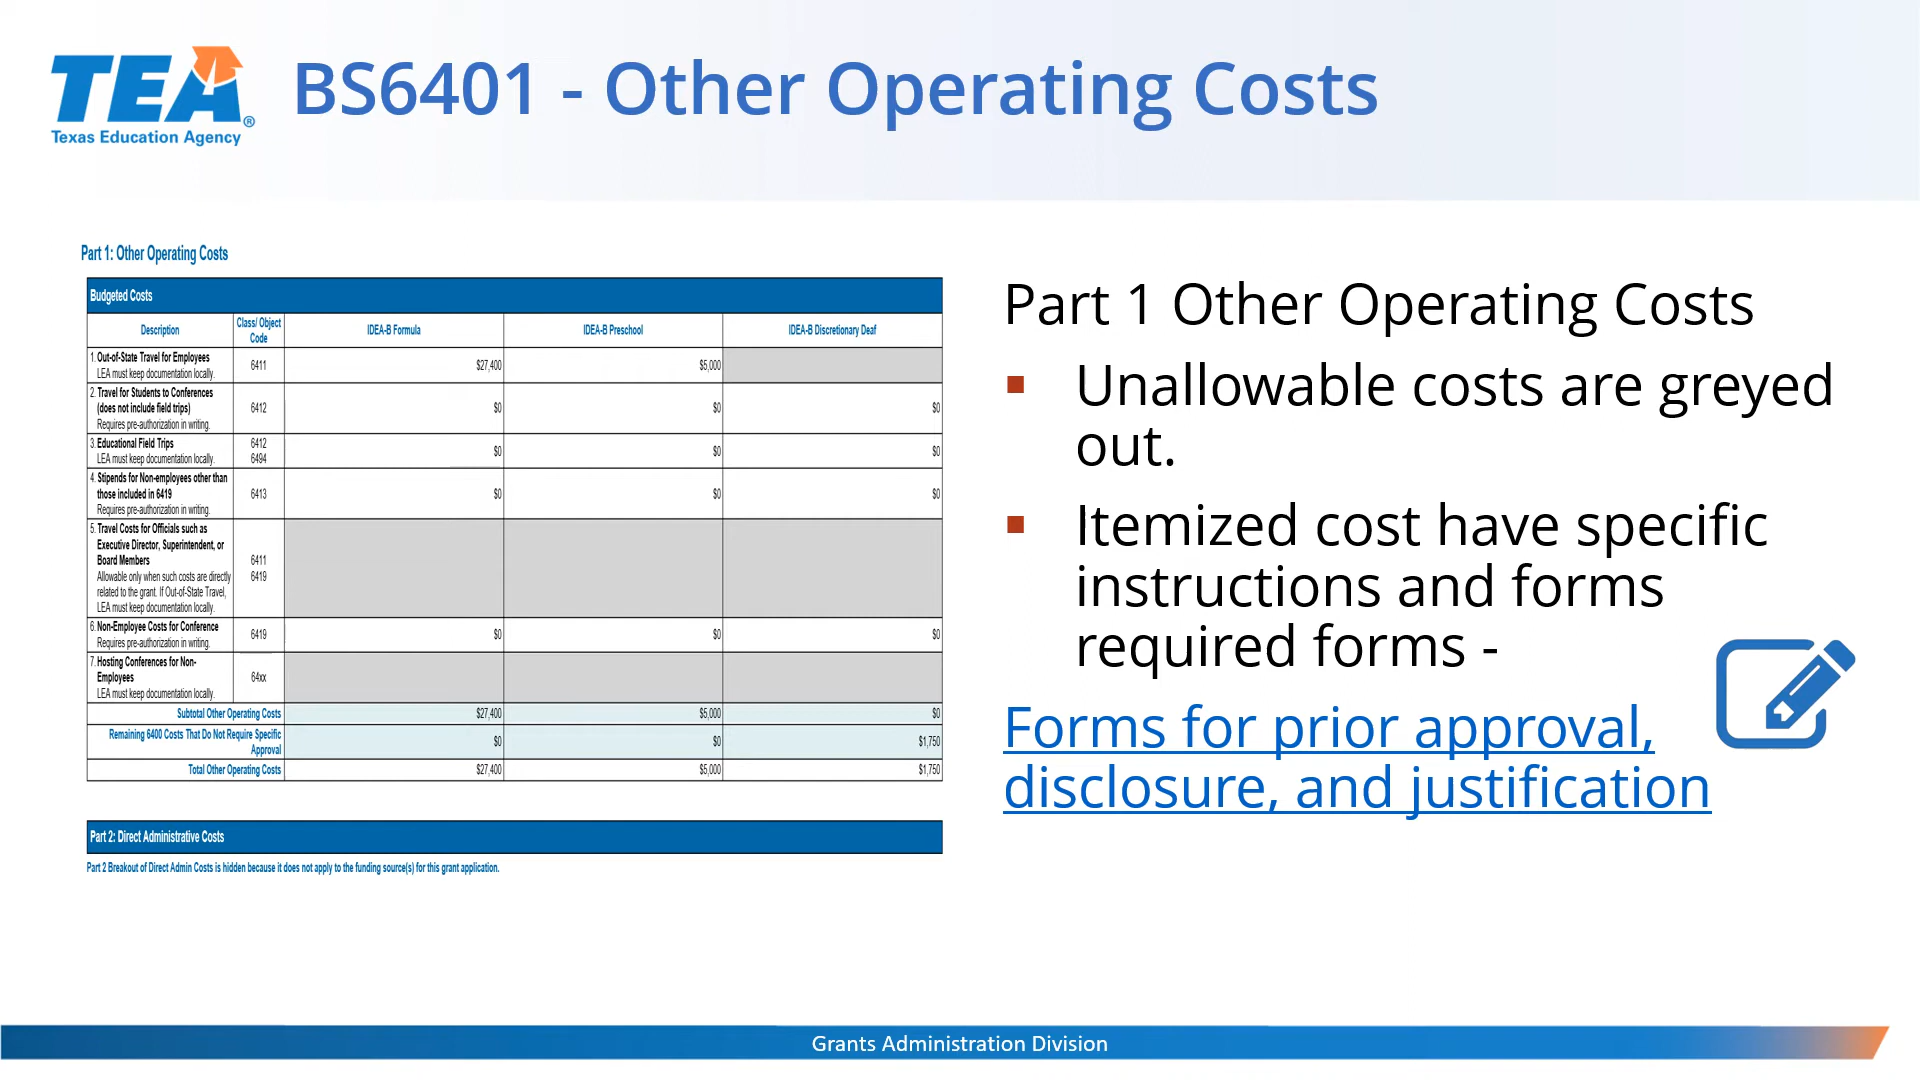 TEA®
Texas Education Agency
BS6401 - Other Operating Costs
Part 1: Other Operating Costs
Budgeted Costs
Description
Class/ Object
Code
IDEA-B Formula
IDEA-B Preschool
IDEA-B Discretionary Deaf
1. Out-of-State Travel for Employees
LEA must keep documentation locally.
6411
$27,400
$5,000
2. Travel for Students to Conferences
(does not include field trips)
Requires pre-authorization in writing.
6412
$0
$0
$0
3. Educational Field Trips
LEA must keep documentation locally.
6412
6494
$0
$0
$0
4. Stipends for Non-employees other than
those included in 6419
Requires pre-authorization in writing.
6413
$0
$0
$0
5. Travel Costs for Officials such as
Executive Director, Superintendent, or
Board Members
Allowable only when such costs are directly
related to the grant. If Out-of-State Travel,
LEA must keep documentation locally.
6411
6419
6. Non-Employee Costs for Conference
Requires pre-authorization in writing.
6419
$0
$0
$0
7. Hosting Conferences for Non-
Employees
LEA must keep documentation locally.
64xx
Subtotal Other Operating Costs
$27,400
$5,000
$0
Remaining 6400 Costs That Do Not Require Specific
Approval
$0
$0
$1,750
Total Other Operating Costs
$27,400
$5,000
$1,750
Part 2: Direct Administrative Costs
Part 2 Breakout of Direct Admin Costs is hidden because it does not apply to the funding source(s) for this grant application.
Part 1 Other Operating Costs
▪ Unallowable costs are greyed
out.
▪ Itemized cost have specific
instructions and forms
required forms -
Forms for prior approval,
disclosure, and justification
Grants Administration Division